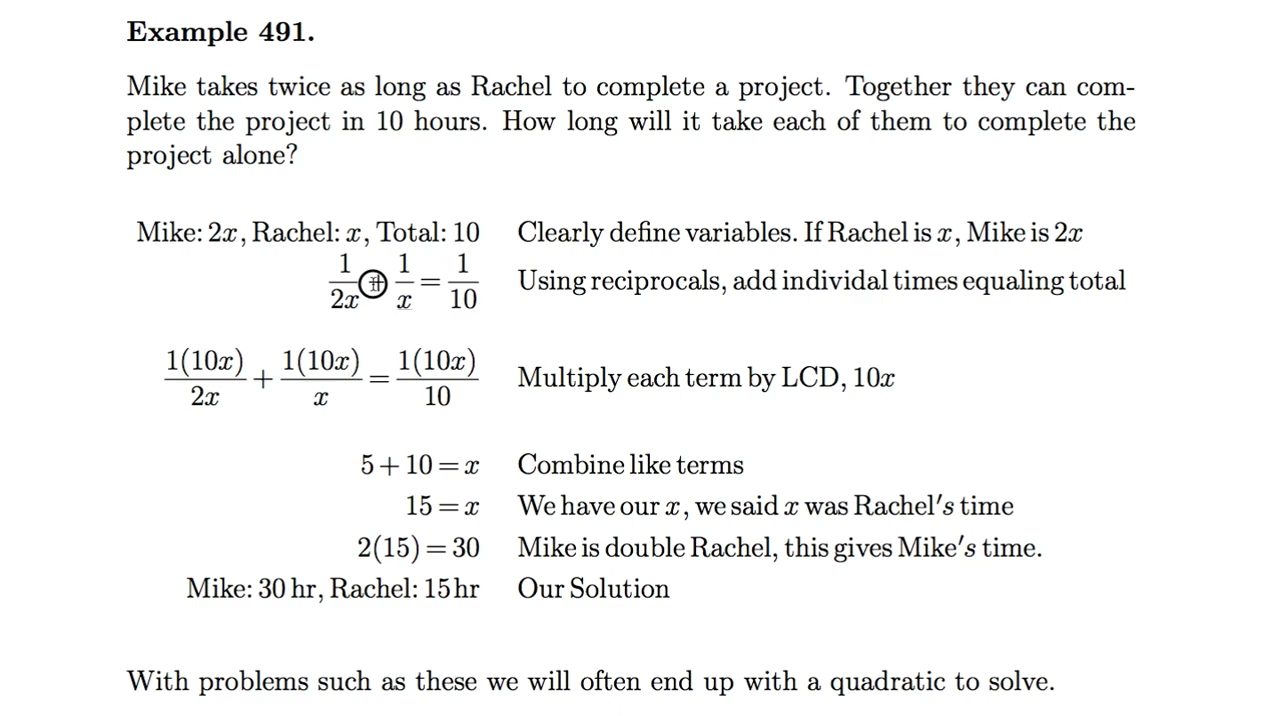 Example 491.
Mike takes twice as long as Rachel to complete a project. Together they can com-
plete the project in 10 hours. How long will it take each of them to complete the
project alone?
Mike: 2x, Rachel: x, Total: 10 Clearly define variables. If Rachel is x, Mike is 2x
1/2x + 1/x = 1/10 Using reciprocals, add individal times equaling total
1(10x)/2x + 1(10x)/x = 1(10x)/10 Multiply each term by LCD, 10x
5 + 10 = x Combine like terms
15 = x We have our x, we said x was Rachel's time
2(15) = 30 Mike is double Rachel, this gives Mike's time.
Mike: 30 hr, Rachel: 15 hr Our Solution
With problems such as these we will often end up with a quadratic to solve.